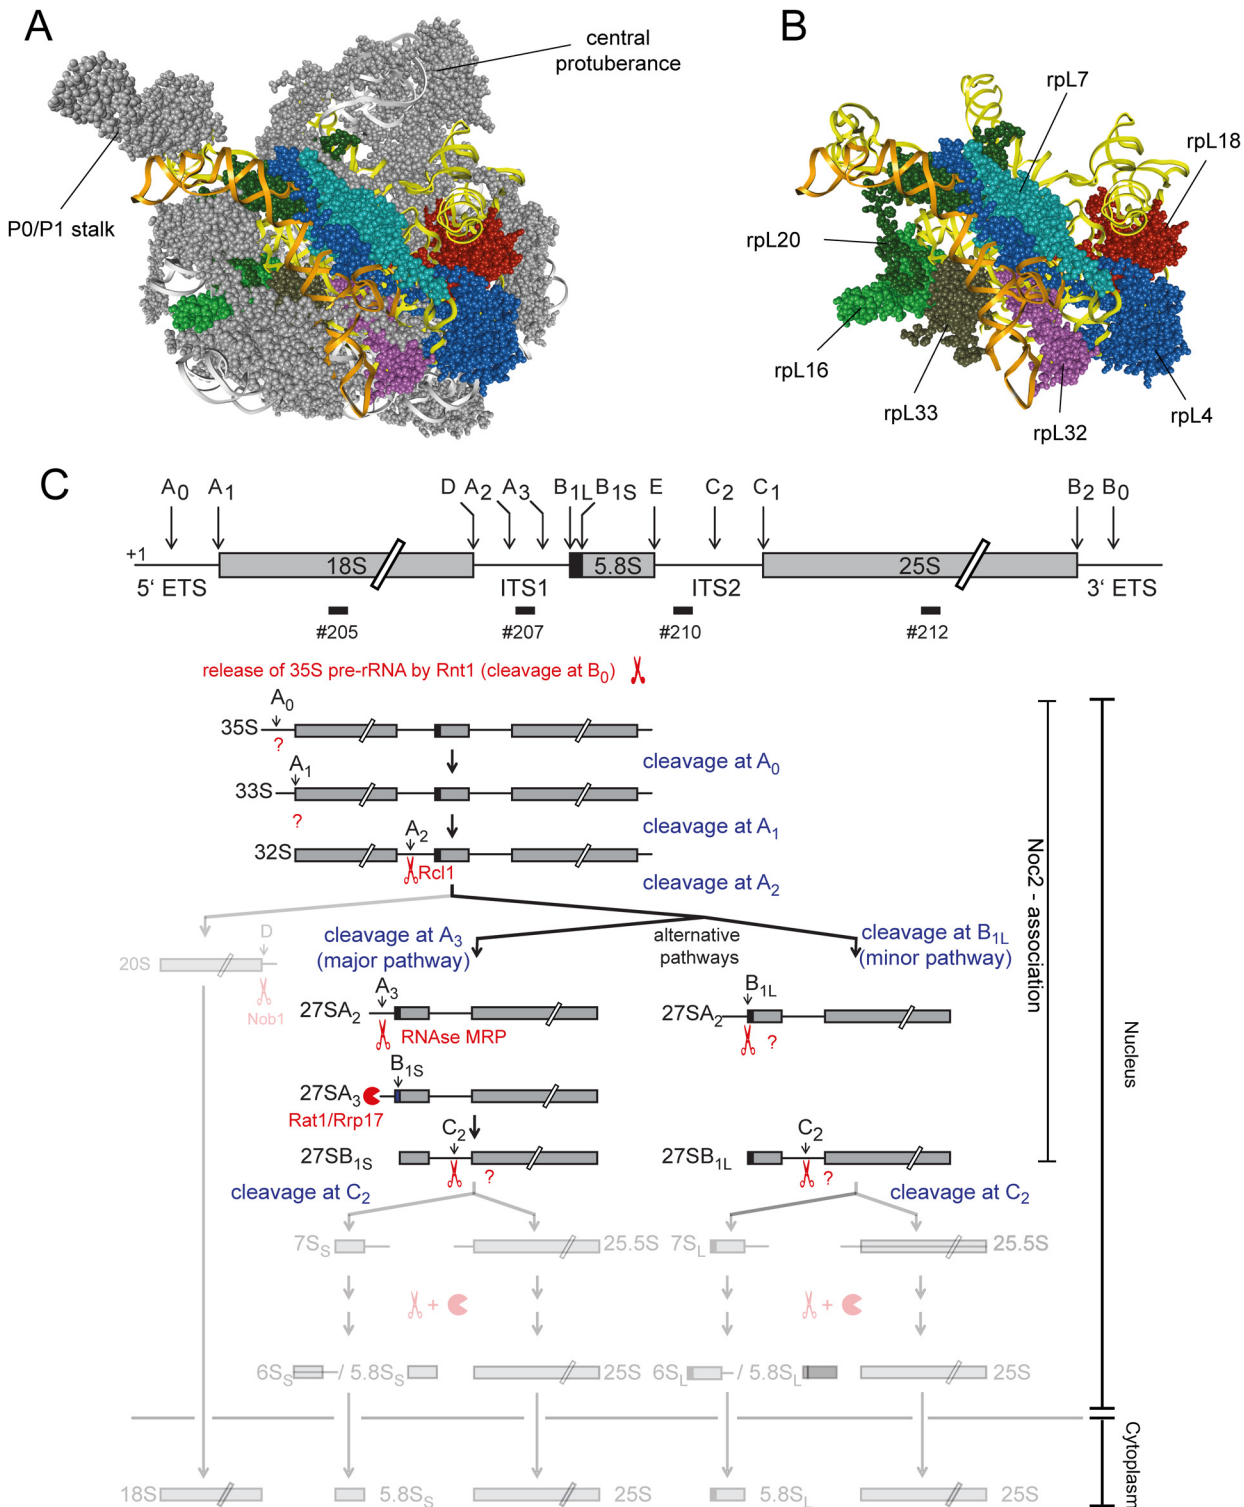 A
central
protuberance
P0/P1 stalk
B
rpL7
rpL18
rpL20
rpL16
rpL33
rpL32
rpL4
C
A0 A1 D A2 A3 B1L B1S E C2 C1 B2 B0
+1 18S 5.8S 25S
5‘ ETS ITS1 ITS2 3‘ ETS
#205 #207 #210 #212
release of 35S pre-rRNA by Rnt1 (cleavage at B0)
A0
35S
?
cleavage at A0
A1
33S
?
cleavage at A1
A2
32S
Rcl1
cleavage at A2
Noc2 - association
Nucleus
D
20S
Nob1
cleavage at A3
(major pathway)
alternative
pathways
cleavage at B1L
(minor pathway)
A3
27SA2
RNAse MRP
B1L
27SA2
?
B1S
27SA3
Rat1/Rrp17
C2
27SB1S
?
C2
27SB1L
?
cleavage at C2
cleavage at C2
7SS 25.5S 7SL 25.5S
+ +
6SS / 5.8SS 25S 6SL / 5.8SL 25S
Cytoplasm
18S 5.8SS 25S 5.8SL 25S